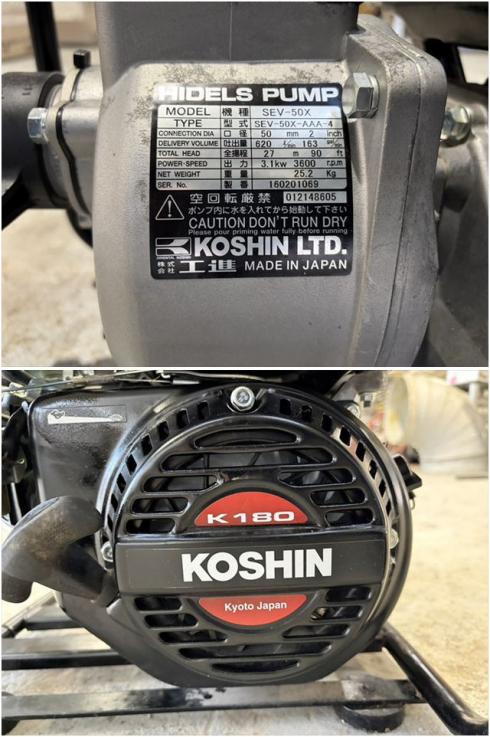 HIDELS PUMP
MODEL 機種 SEV-50X
TYPE 型式 SEV-50X-AAA-4
CONNECTION DIA 口径 50 mm 2 inch
DELIVERY VOLUME 吐出量 620 ℓ/min 163 gal/min
TOTAL HEAD 全揚程 27 m 90 ft
POWER-SPEED 出力 3.1kw 3600 r.p.m
NET WEIGHT 重量 25.2 Kg
SER. No. 製番 160201069
空回転厳禁 012148605
ポンプ内に水を入れてから始動して下さい
CAUTION DON'T RUN DRY
Please pour priming water fully before running
KOSHIN LTD.
株式会社 工進 MADE IN JAPAN
K180
KOSHIN
Kyoto Japan